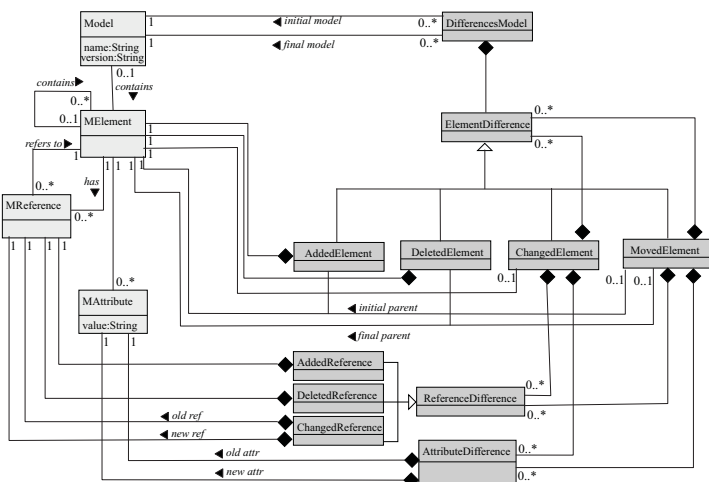 Model
name:String
version:String
1
1
◄ initial model
◄ final model
0..*
0..*
DifferencesModel
0..1
contains
▼
contains►
0..*
0..1
MElement
1
1
1
1
ElementDifference
0..*
0..*
refers to ►
1
1 1 1 1
has
▼
0..*
0..*
MReference
1 1 1 1
AddedElement
DeletedElement
ChangedElement
MovedElement
0..1
0..1
0..1
0..*
MAttribute
value:String
1 1
◄ initial parent
◄ final parent
AddedReference
DeletedReference
ChangedReference
ReferenceDifference
0..*
0..*
◄ old ref
◄ new ref
◄ old attr
◄ new attr
AttributeDifference
0..*
0..*